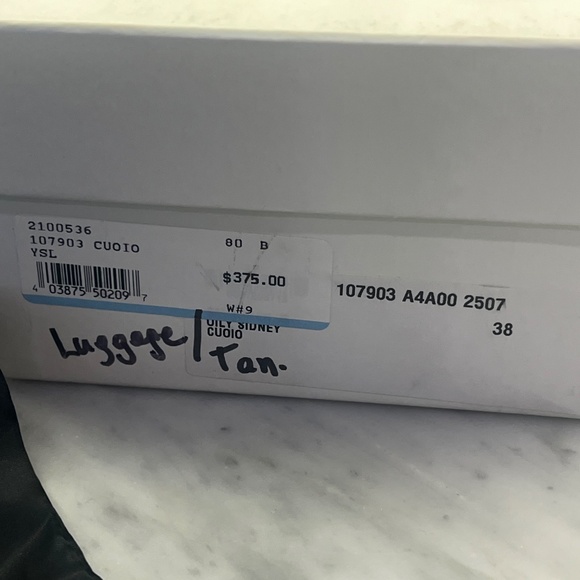 2100536
107903 CUOIO 80 B
YSL
$375.00
4 03875 50209 7
W#9
107903 A4A00 2507
38
OILY SIDNEY
CUOIO
Luggage/Tan.